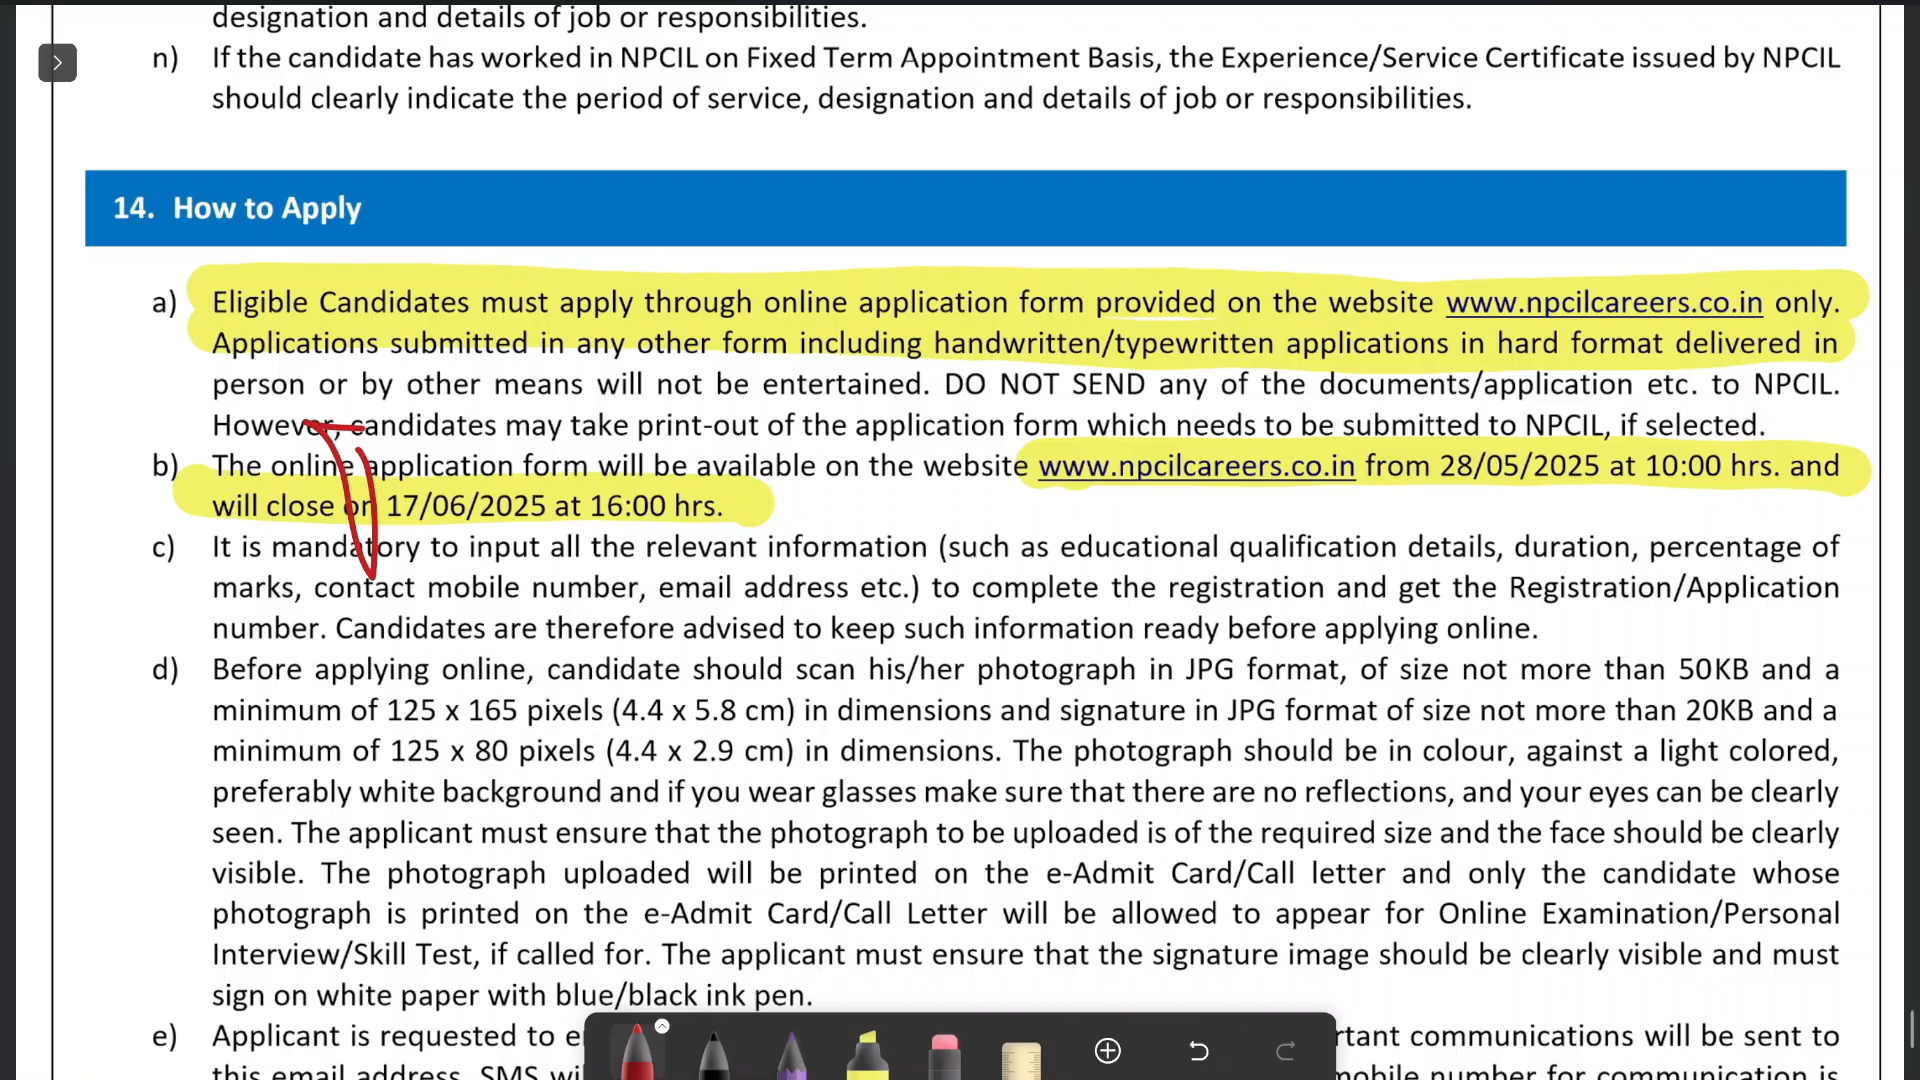 designation and details of job or responsibilities.
n) If the candidate has worked in NPCIL on Fixed Term Appointment Basis, the Experience/Service Certificate issued by NPCIL
should clearly indicate the period of service, designation and details of job or responsibilities.
14. How to Apply
a) Eligible Candidates must apply through online application form provided on the website www.npcilcareers.co.in only.
Applications submitted in any other form including handwritten/typewritten applications in hard format delivered in
person or by other means will not be entertained. DO NOT SEND any of the documents/application etc. to NPCIL.
However, candidates may take print-out of the application form which needs to be submitted to NPCIL, if selected.
b) The online application form will be available on the website www.npcilcareers.co.in from 28/05/2025 at 10:00 hrs. and
will close on 17/06/2025 at 16:00 hrs.
c) It is mandatory to input all the relevant information (such as educational qualification details, duration, percentage of
marks, contact mobile number, email address etc.) to complete the registration and get the Registration/Application
number. Candidates are therefore advised to keep such information ready before applying online.
d) Before applying online, candidate should scan his/her photograph in JPG format, of size not more than 50KB and a
minimum of 125 x 165 pixels (4.4 x 5.8 cm) in dimensions and signature in JPG format of size not more than 20KB and a
minimum of 125 x 80 pixels (4.4 x 2.9 cm) in dimensions. The photograph should be in colour, against a light colored,
preferably white background and if you wear glasses make sure that there are no reflections, and your eyes can be clearly
seen. The applicant must ensure that the photograph to be uploaded is of the required size and the face should be clearly
visible. The photograph uploaded will be printed on the e-Admit Card/Call letter and only the candidate whose
photograph is printed on the e-Admit Card/Call Letter will be allowed to appear for Online Examination/Personal
Interview/Skill Test, if called for. The applicant must ensure that the signature image should be clearly visible and must
sign on white paper with blue/black ink pen.
e) Applicant is requested to communications will be sent to
this email address. SMS number for communication is